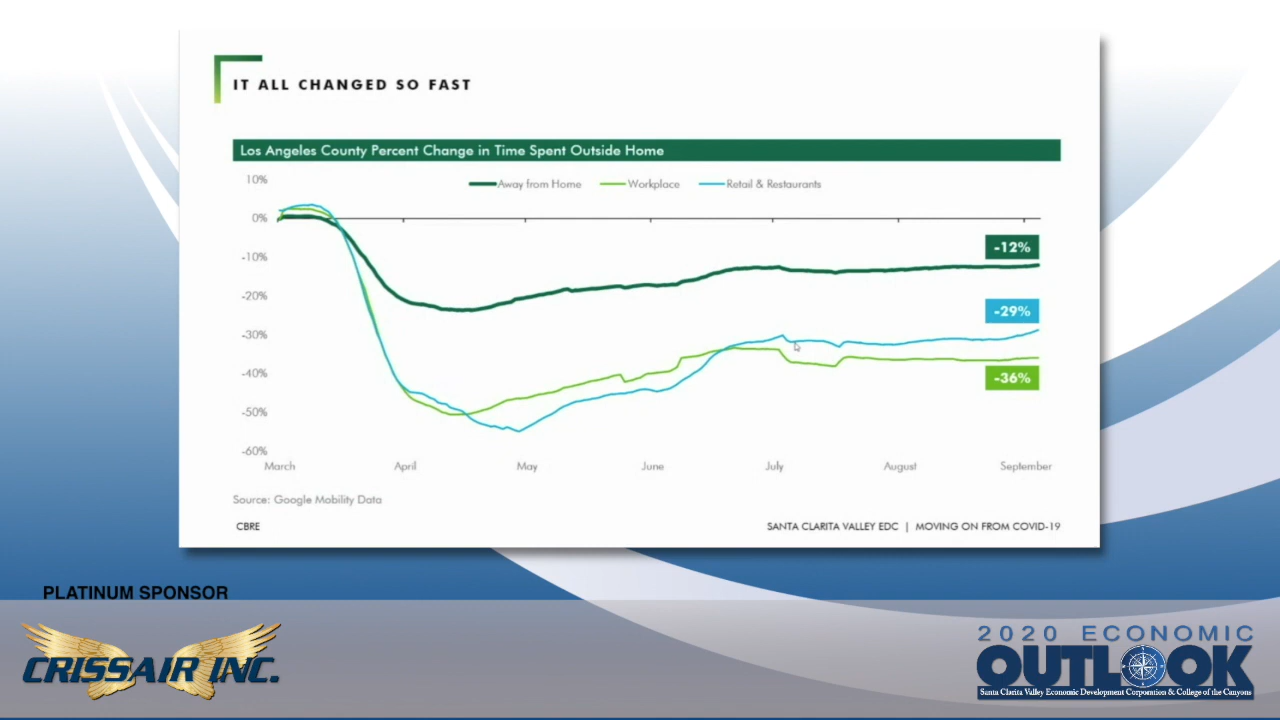 IT ALL CHANGED SO FAST
Los Angeles County Percent Change in Time Spent Outside Home
Away from Home Workplace Retail & Restaurants
10%
0%
-10%
-20%
-30%
-40%
-50%
-60%
-12%
-29%
-36%
March April May June July August September
Source: Google Mobility Data
CBRE SANTA CLARITA VALLEY EDC | MOVING ON FROM COVID-19
PLATINUM SPONSOR
CRISSAIR INC.
2020 ECONOMIC
OUTLOOK
Santa Clarita Valley Economic Development Corporation & College of the Canyons